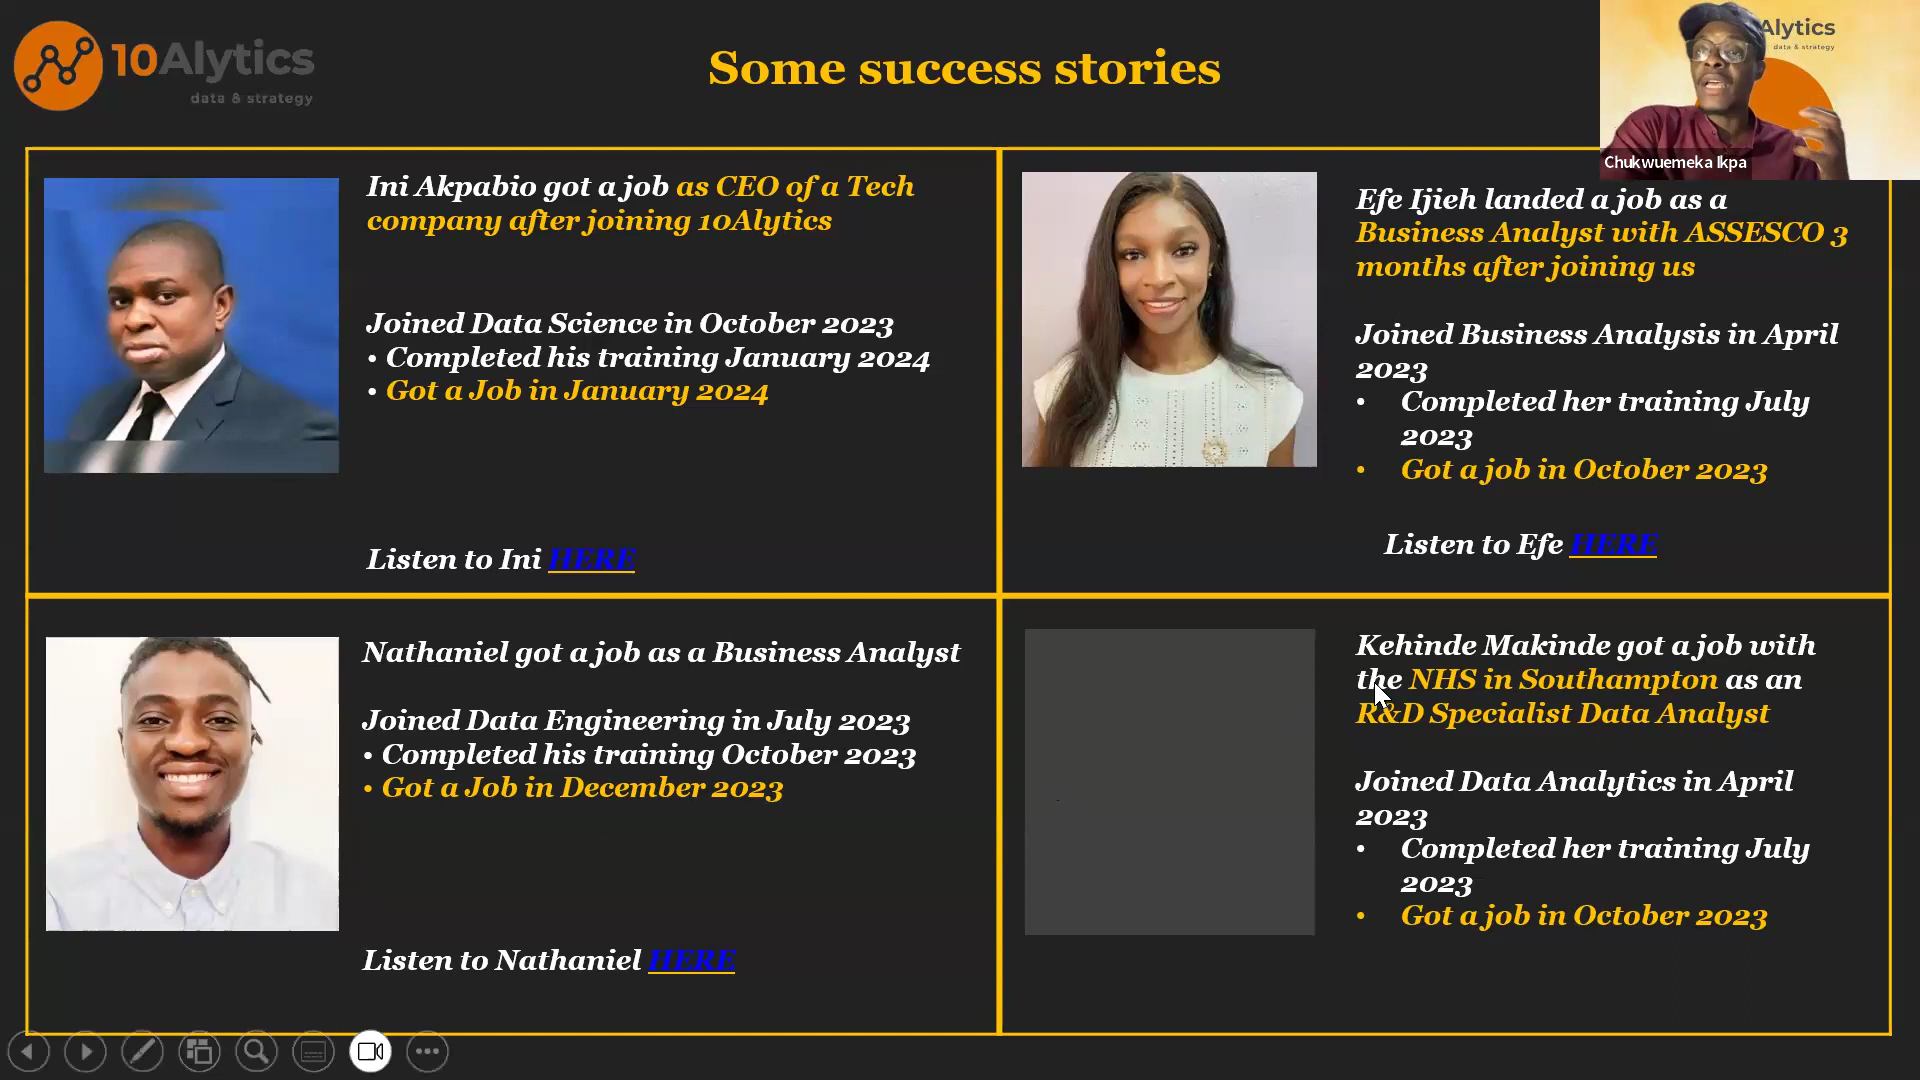 10Alytics
data & strategy
Some success stories
Alytics
data & strategy
Chukwuemeka Ikpa
Ini Akpabio got a job as CEO of a Tech
company after joining 10Alytics
Joined Data Science in October 2023
• Completed his training January 2024
• Got a Job in January 2024
Listen to Ini HERE
Efe Ijieh landed a job as a
Business Analyst with ASSESCO 3
months after joining us
Joined Business Analysis in April
2023
• Completed her training July
2023
• Got a job in October 2023
Listen to Efe HERE
Nathaniel got a job as a Business Analyst
Joined Data Engineering in July 2023
• Completed his training October 2023
• Got a Job in December 2023
Listen to Nathaniel HERE
Kehinde Makinde got a job with
the NHS in Southampton as an
R&D Specialist Data Analyst
Joined Data Analytics in April
2023
• Completed her training July
2023
• Got a job in October 2023